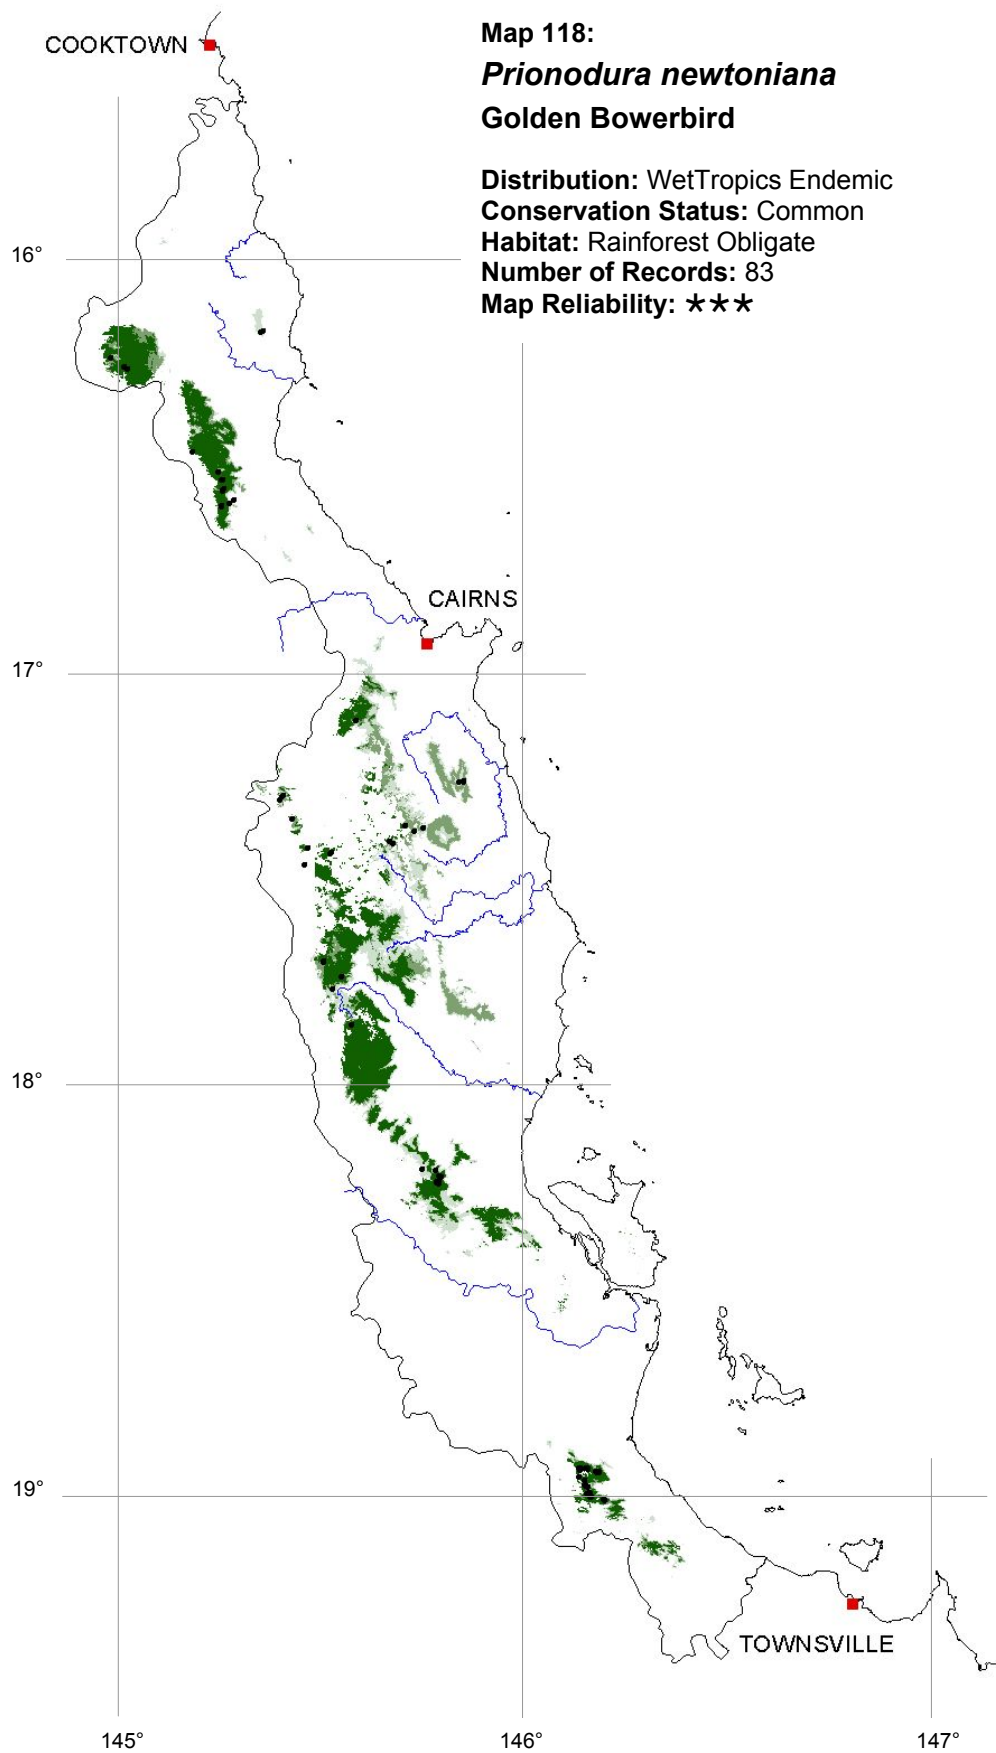 Map 118:
Prionodura newtoniana
Golden Bowerbird
Distribution: WetTropics Endemic
Conservation Status: Common
Habitat: Rainforest Obligate
Number of Records: 83
Map Reliability: ***
COOKTOWN
16°
CAIRNS
17°
18°
19°
TOWNSVILLE
145° 146° 147°